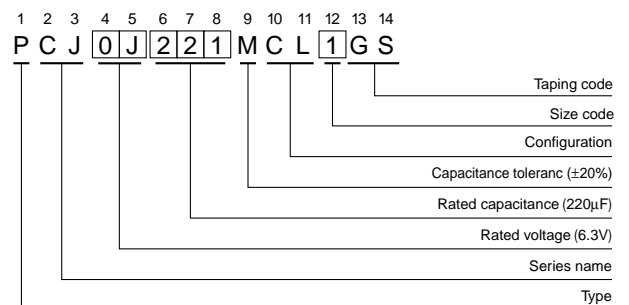 1 2 3 4 5 6 7 8 9 10 11 12 13 14
P C J 0 J 2 2 1 M C L 1 G S
Taping code
Size code
Configuration
Capacitance toleranc (±20%)
Rated capacitance (220µF)
Rated voltage (6.3V)
Series name
Type